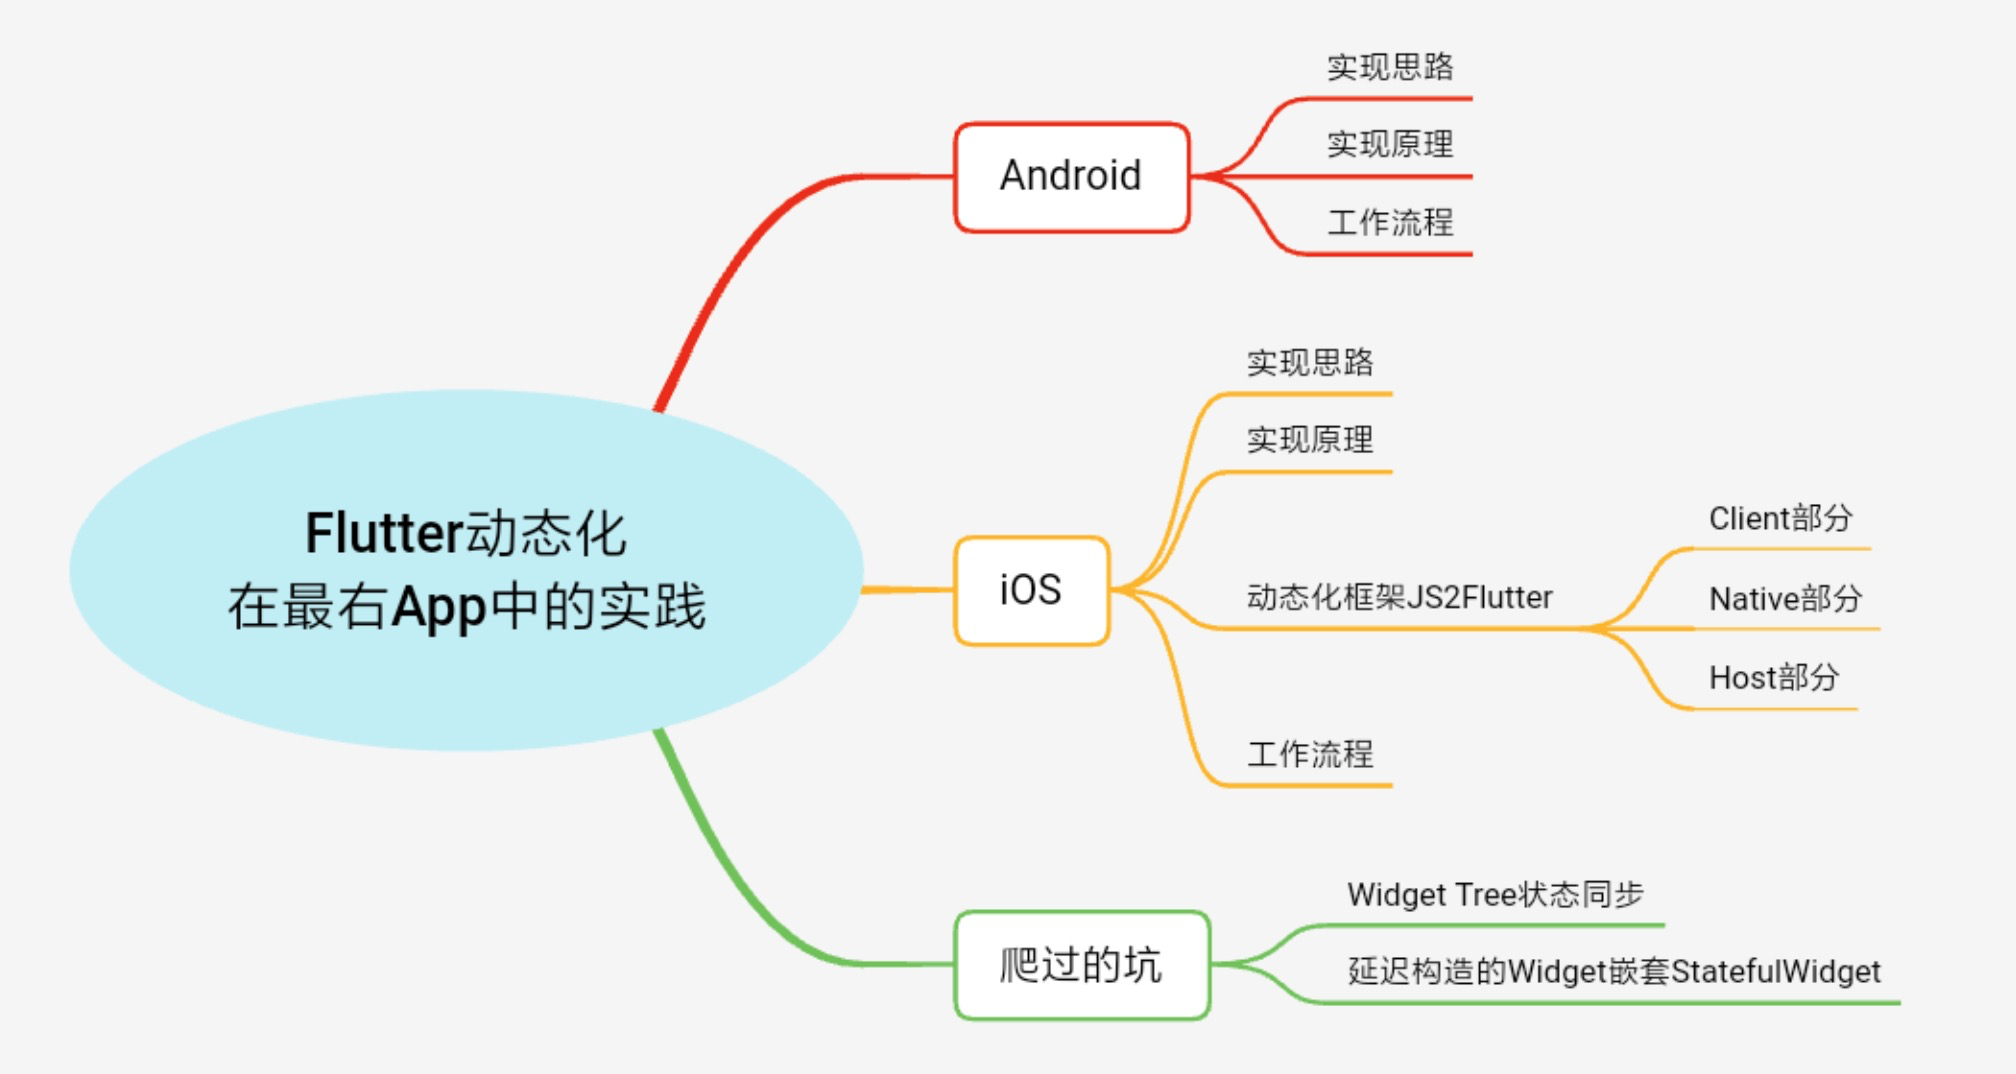 Flutter动态化
在最右App中的实践
Android
实现思路
实现原理
工作流程
iOS
实现思路
实现原理
动态化框架JS2Flutter
Client部分
Native部分
Host部分
工作流程
爬过的坑
Widget Tree状态同步
延迟构造的Widget嵌套StatefulWidget